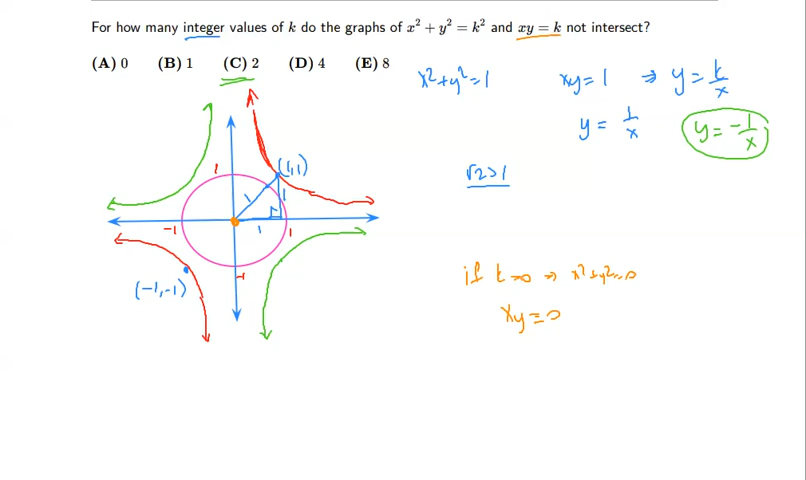 For how many integer values of k do the graphs of x² + y² = k² and xy = k not intersect?
(A) 0 (B) 1 (C) 2 (D) 4 (E) 8
x²+y²=1 xy=1 ⇒ y = k/x
y = 1/x y = -1/x
√2>1
1 (1,1)
1 1
-1 1 1
-1
(-1,-1)
if k=0 ⇒ x²+y²=0
xy=0